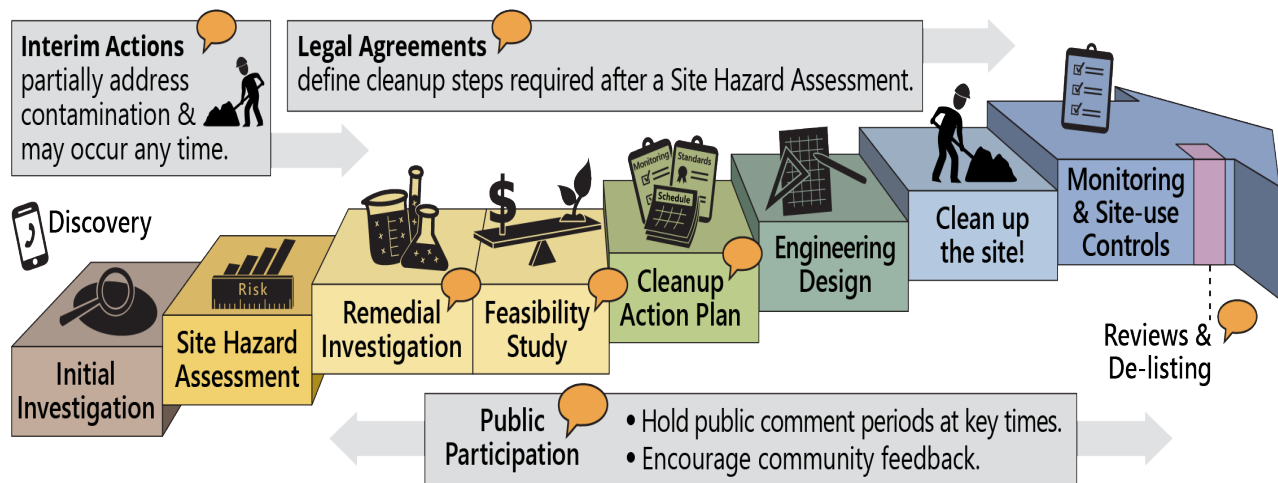 Interim Actions
partially address
contamination &
may occur any time.
Legal Agreements
define cleanup steps required after a Site Hazard Assessment.
Discovery
Initial
Investigation
Risk
Site Hazard
Assessment
Remedial
Investigation
$
Feasibility
Study
Monitoring
Standards
Schedule
Cleanup
Action Plan
Engineering
Design
Clean up
the site!
Monitoring
& Site-use
Controls
Reviews &
De-listing
Public
Participation
• Hold public comment periods at key times.
• Encourage community feedback.